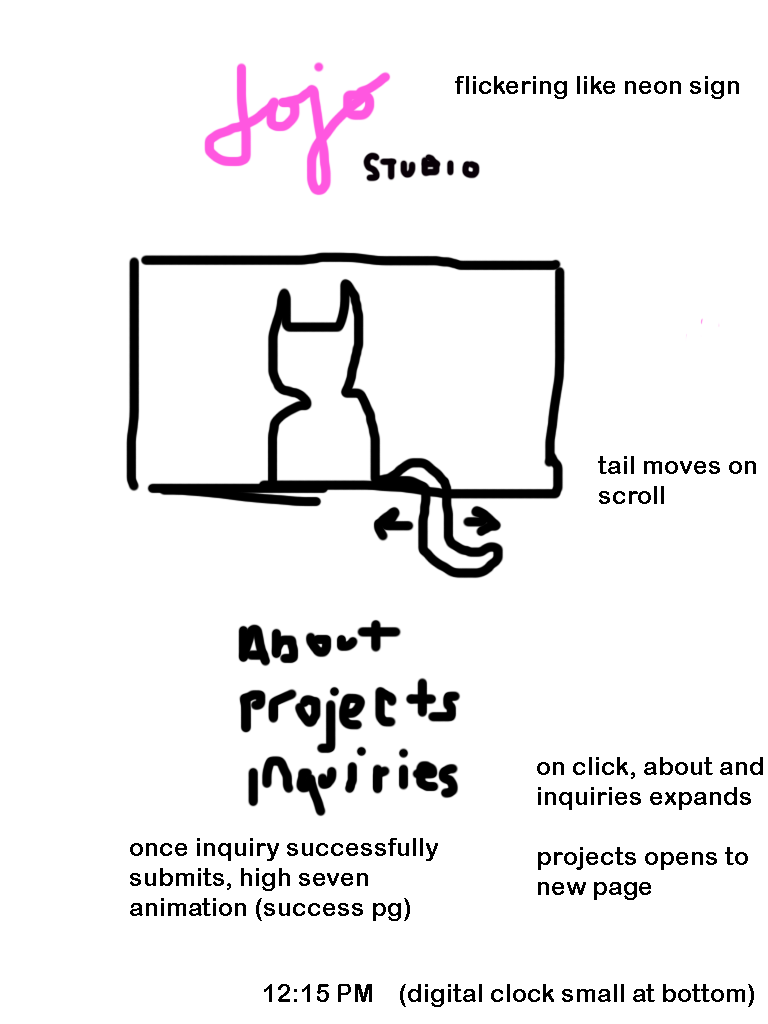 flickering like neon sign
Jojo
STUDIO
tail moves on
scroll
About
projects
inquiries
on click, about and
inquiries expands
once inquiry successfully
submits, high seven
animation (success pg)
projects opens to
new page
12:15 PM (digital clock small at bottom)